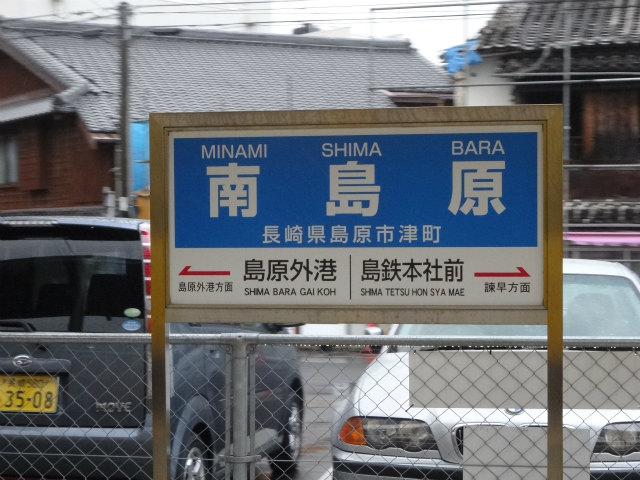 MINAMI SHIMA BARA
南 島 原
長崎県島原市津町
島原外港 島鉄本社前
SHIMA BARA GAI KOH SHIMA TETSU HON SYA MAE
島原外港方面 諫早方面
35-08
MOVE